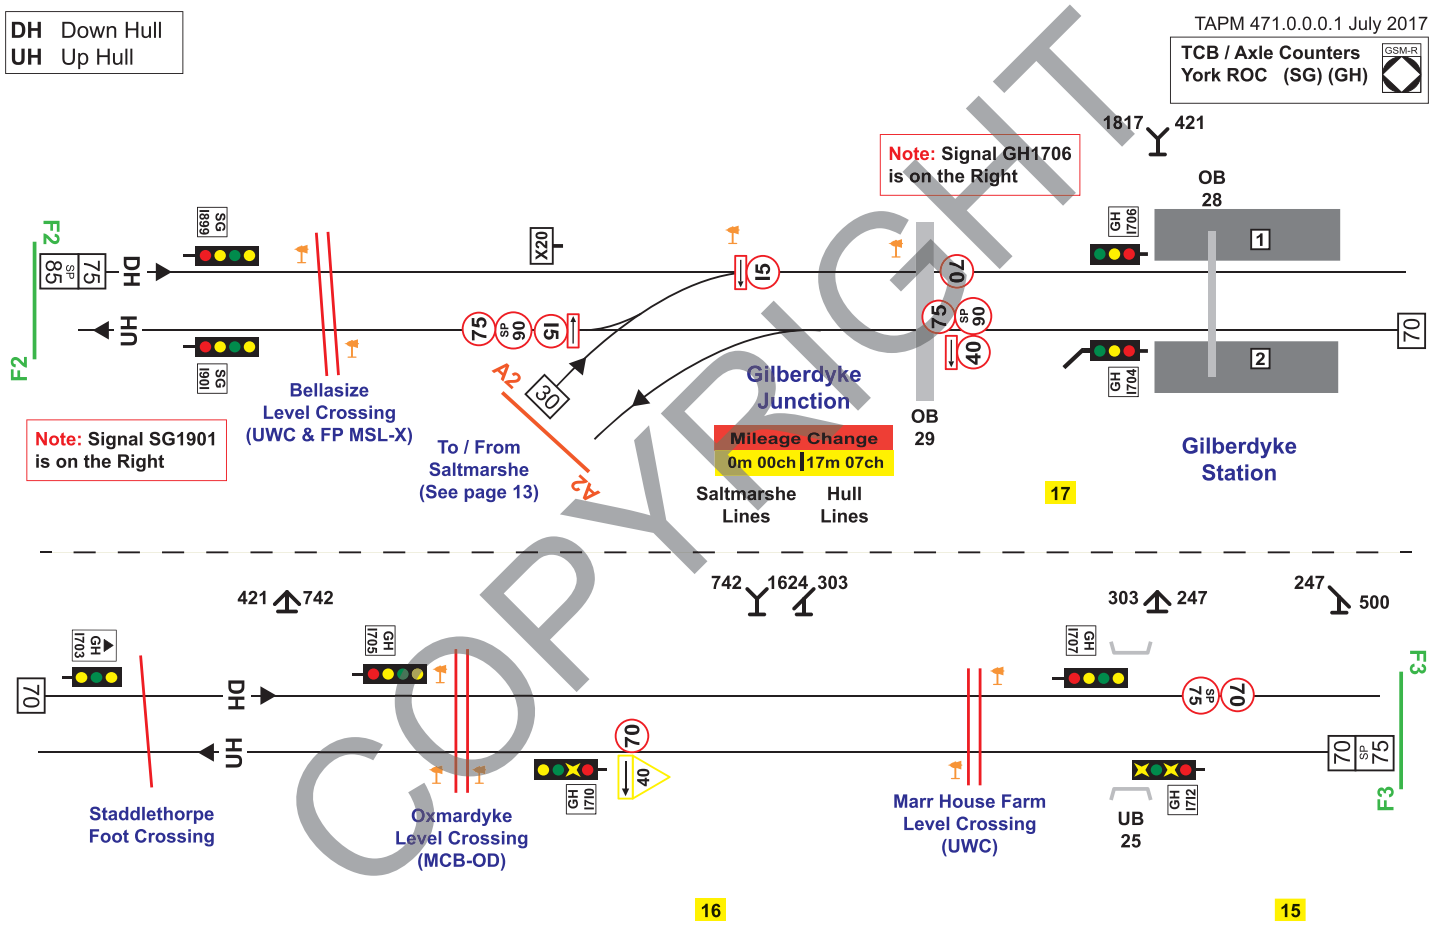 DH Down Hull
UH Up Hull
TAPM 471.0.0.0.1 July 2017
TCB / Axle Counters
York ROC (SG) (GH)
GSM-R
1817 421
Note: Signal GH1706
is on the Right
OB
28
F2
F2
85
SP
75
DH
UH
SG
1899
SG
1901
X20
15
70
GH
1706
1
75
SP
90
15
75
SP
90
40
70
GH
1704
2
Bellasize
Level Crossing
(UWC & FP MSL-X)
A2
30
A2
Gilberdyke
Junction
OB
29
Mileage Change
0m 00ch 17m 07ch
Note: Signal SG1901
is on the Right
To / From
Saltmarshe
(See page 13)
Saltmarshe
Lines
Hull
Lines
17
Gilberdyke
Station
421 742
742 1624 303
303 247
247 500
GH
1703
GH
1705
GH
1707
70
DH
UH
75
SP
70
F3
70
SP
75
F3
70
40
GH
1710
GH
1712
Staddlethorpe
Foot Crossing
Oxmardyke
Level Crossing
(MCB-OD)
Marr House Farm
Level Crossing
(UWC)
UB
25
16
15
COPYRIGHT